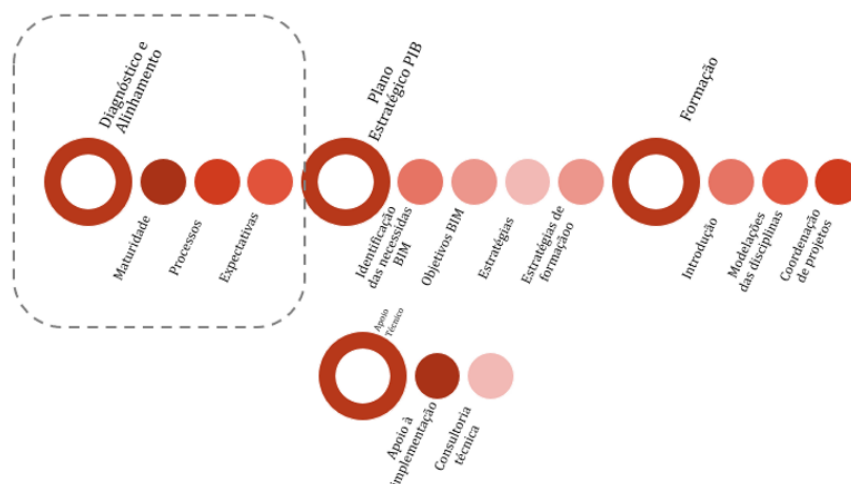 Diagnóstico e
Alinhamento
Maturidade
Processos
Expectativas
Plano
Estratégico PIB
Identificação
das necessidas
BIM
Objetivos BIM
Estratégias
Estratégias de
formaçãoo
Formação
Introdução
Modelações
das disciplinas
Coordenação
de projetos
Apoio
Técnico
Apoio à
implementação
Consultoria
técnica